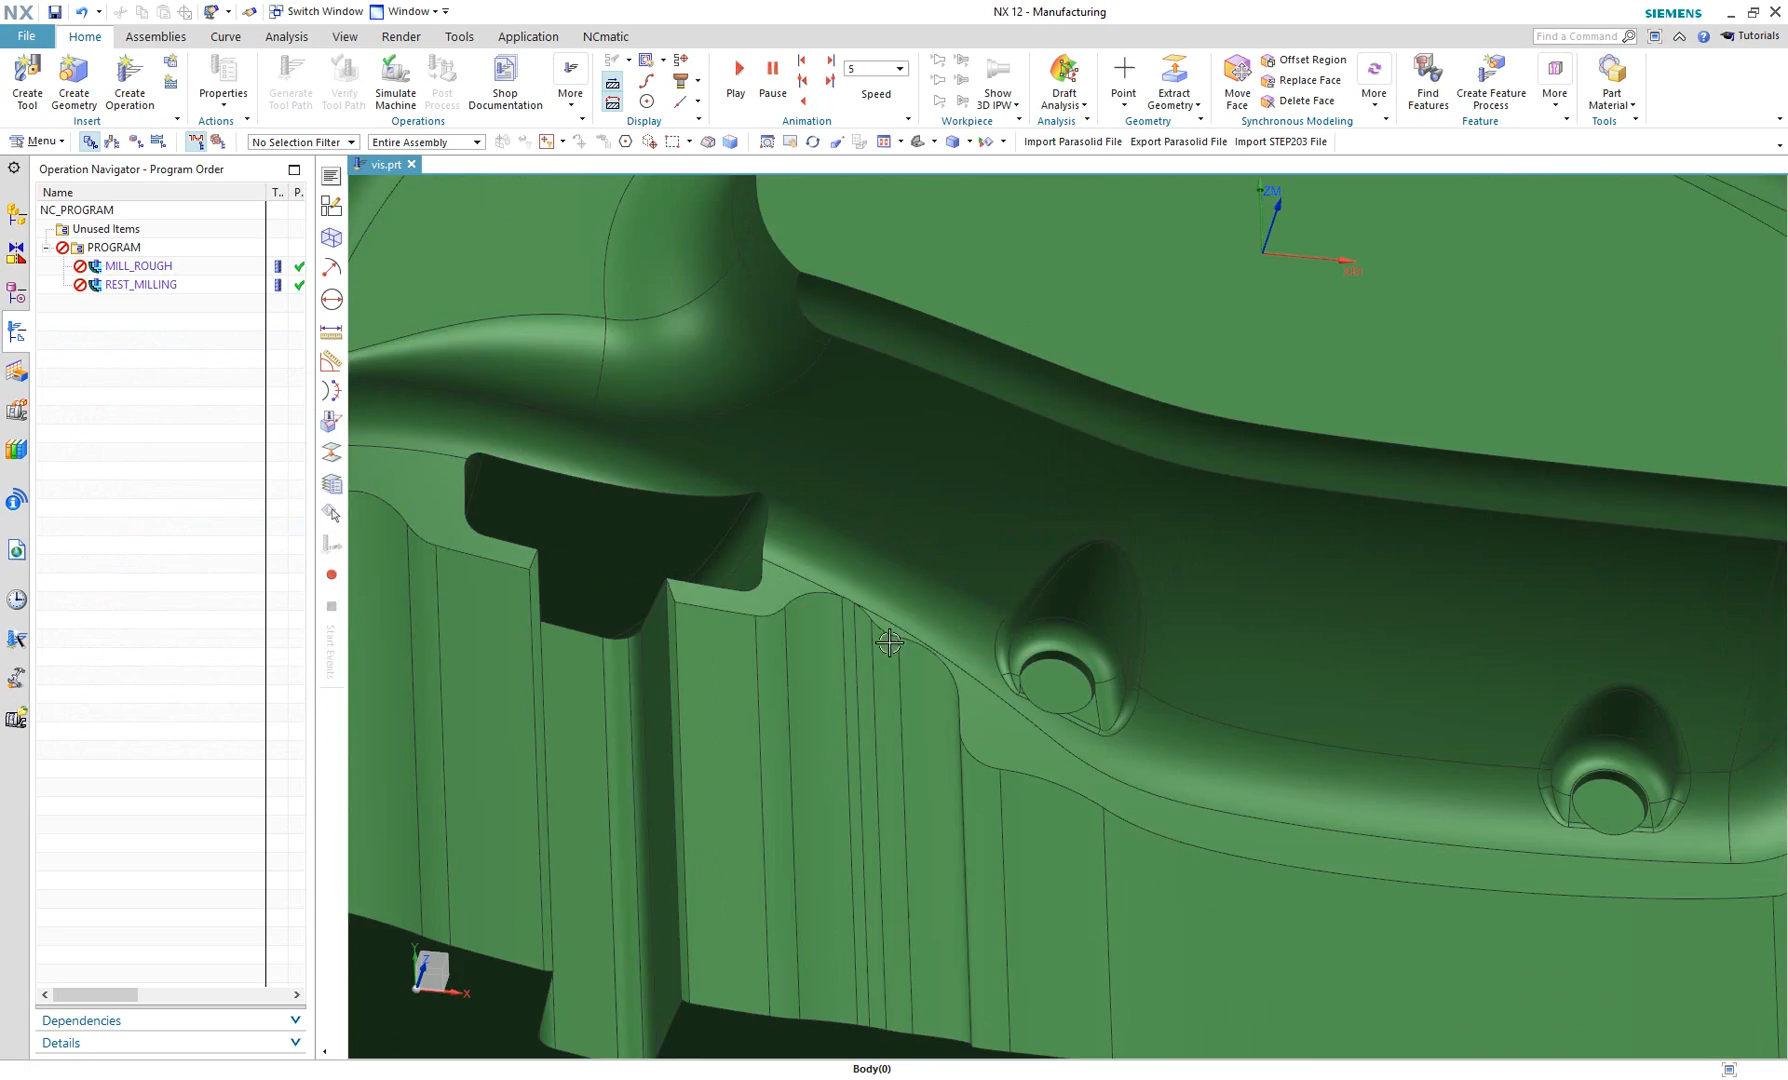 NX Switch Window Window NX 12 - Manufacturing SIEMENS
File Home Assemblies Curve Analysis View Render Tools Application NCmatic Find a Command Tutorials
Create Tool Create Geometry Create Operation Properties Generate Tool Path Verify Tool Path Simulate Machine Post Process Shop Documentation More Play Pause 5 Speed Show 3D IPW Draft Analysis Point Extract Geometry Move Face Offset Region Replace Face Delete Face More Find Features Create Feature Process More Part Material
Insert Actions Operations Display Animation Workpiece Analysis Geometry Synchronous Modeling Feature Tools
Menu No Selection Filter Entire Assembly Import Parasolid File Export Parasolid File Import STEP203 File
Operation Navigator - Program Order
vis.prt
Name T.. P.
NC_PROGRAM
Unused Items
PROGRAM
MILL_ROUGH
REST_MILLING
ZM
Start Events
Y
Z
X
Dependencies
Details
Body(0)